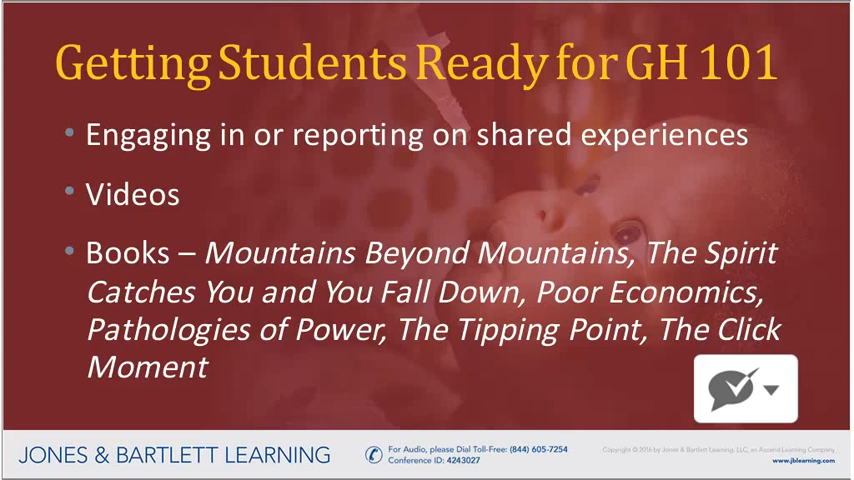 Getting Students Ready for GH 101
• Engaging in or reporting on shared experiences
• Videos
• Books – Mountains Beyond Mountains, The Spirit
Catches You and You Fall Down, Poor Economics,
Pathologies of Power, The Tipping Point, The Click
Moment
JONES & BARTLETT LEARNING
For Audio, please Dial Toll-Free: (844) 605-7254
Conference ID: 4243027
Copyright © 2016 by Jones & Bartlett Learning, LLC, an Ascend Learning Company
www.jblearning.com